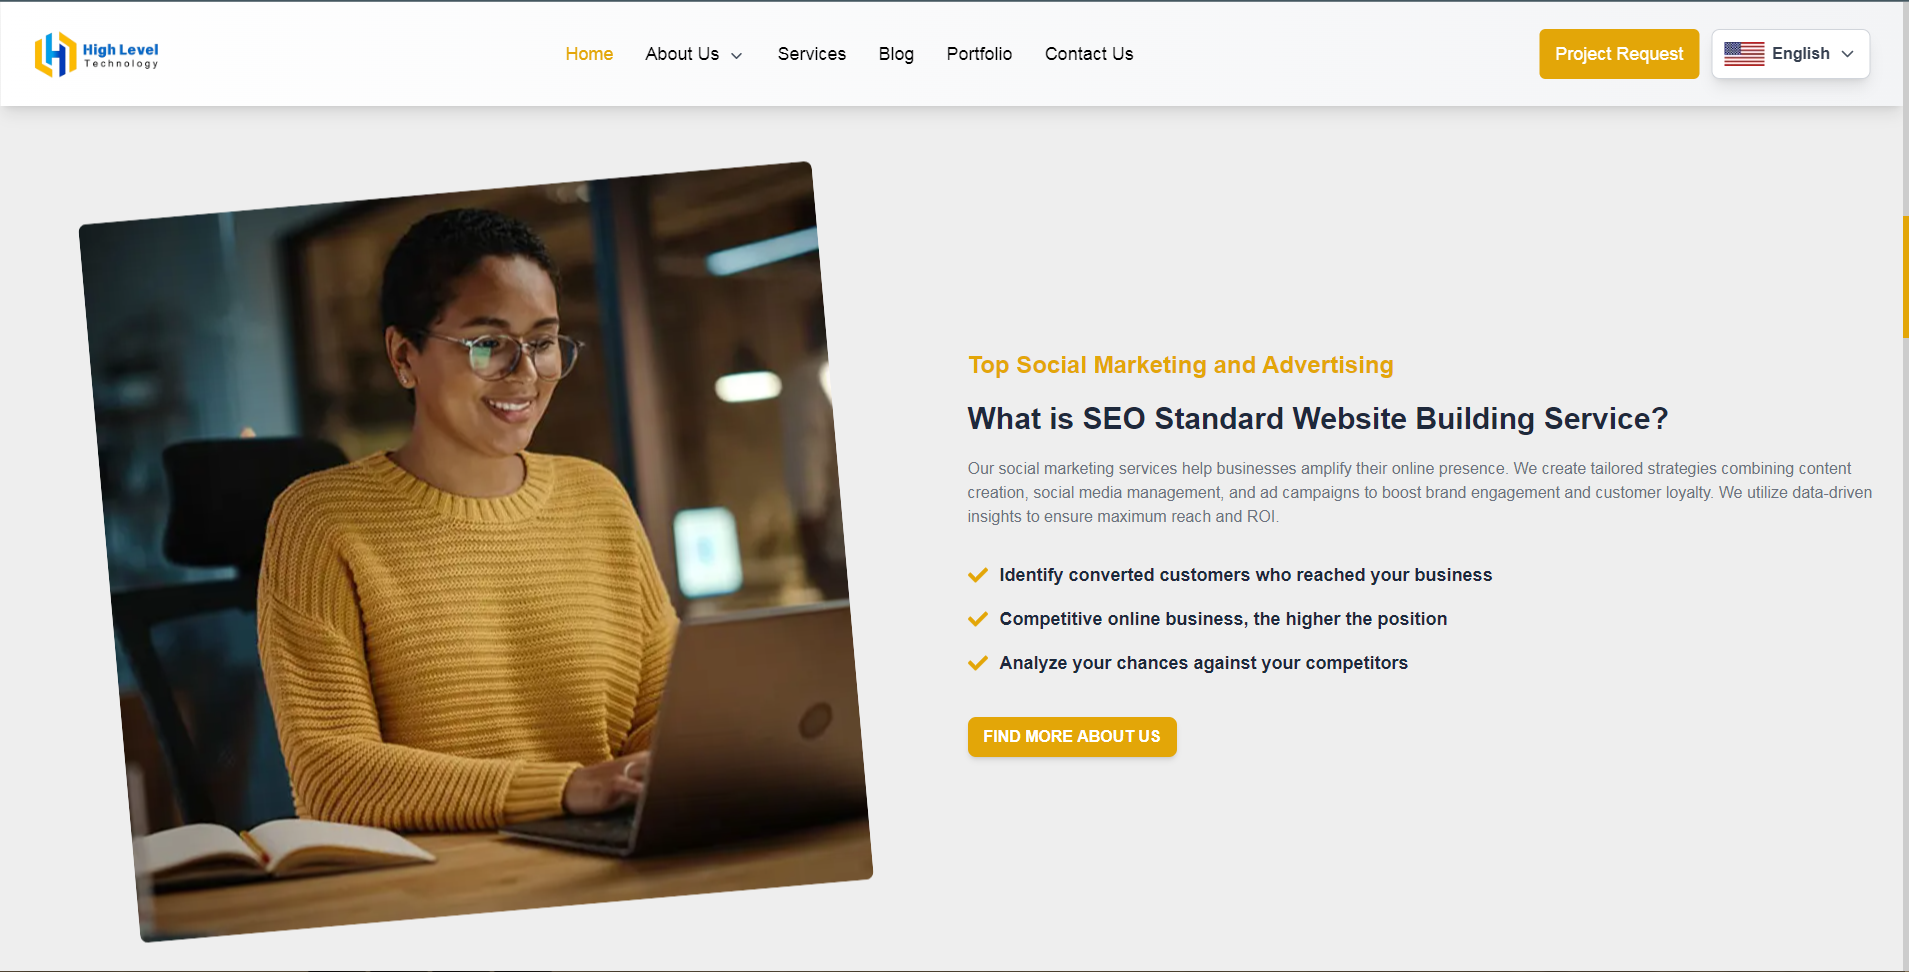 High Level
Technology
Home About Us Services Blog Portfolio Contact Us
Project Request
English
Top Social Marketing and Advertising
What is SEO Standard Website Building Service?
Our social marketing services help businesses amplify their online presence. We create tailored strategies combining content
creation, social media management, and ad campaigns to boost brand engagement and customer loyalty. We utilize data-driven
insights to ensure maximum reach and ROI.
Identify converted customers who reached your business
Competitive online business, the higher the position
Analyze your chances against your competitors
FIND MORE ABOUT US